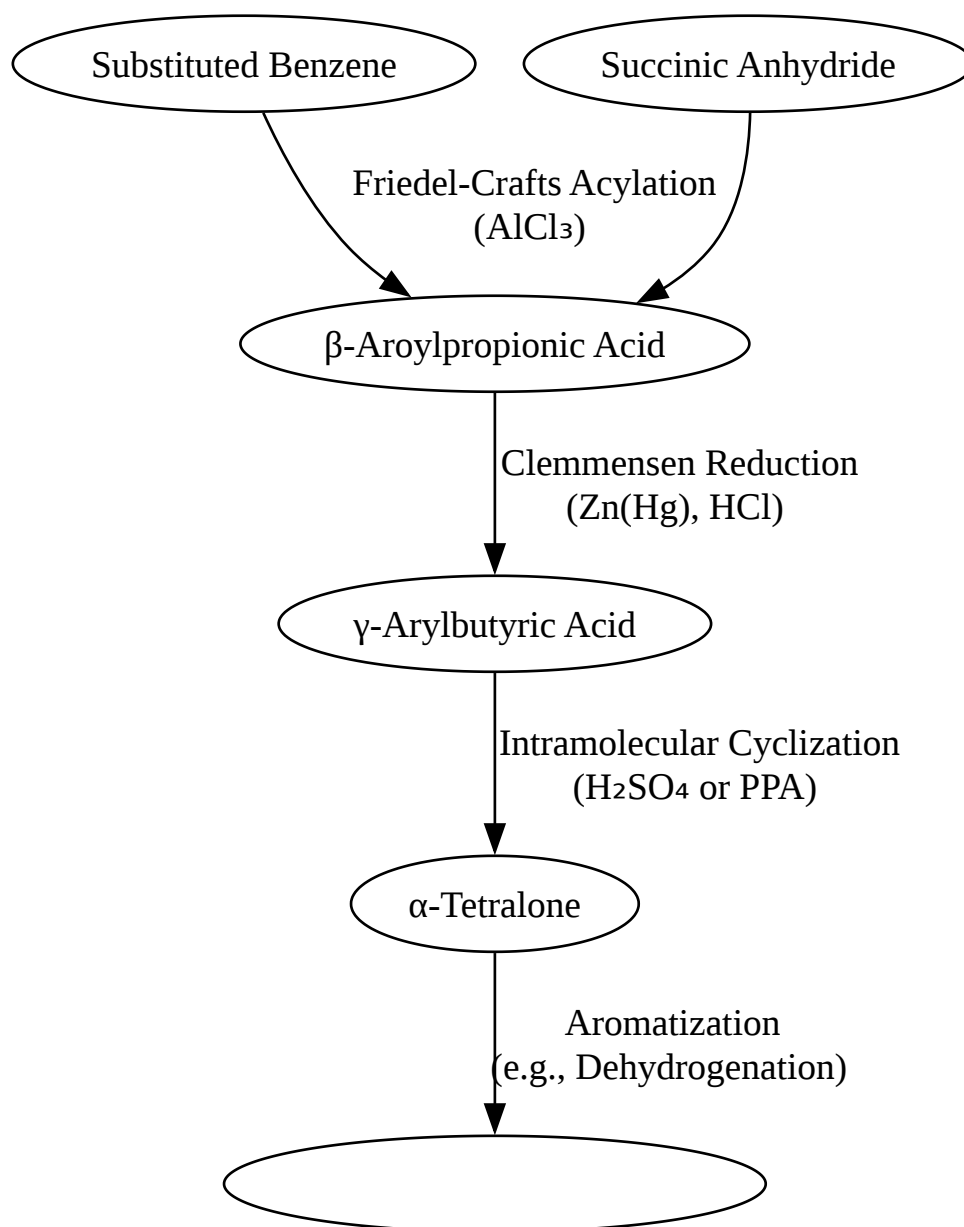 Substituted Benzene
Succinic Anhydride
Friedel-Crafts Acylation
(AlCl₃)
β-Aroylpropionic Acid
Clemmensen Reduction
(Zn(Hg), HCl)
γ-Arylbutyric Acid
Intramolecular Cyclization
(H₂SO₄ or PPA)
α-Tetralone
Aromatization
(e.g., Dehydrogenation)